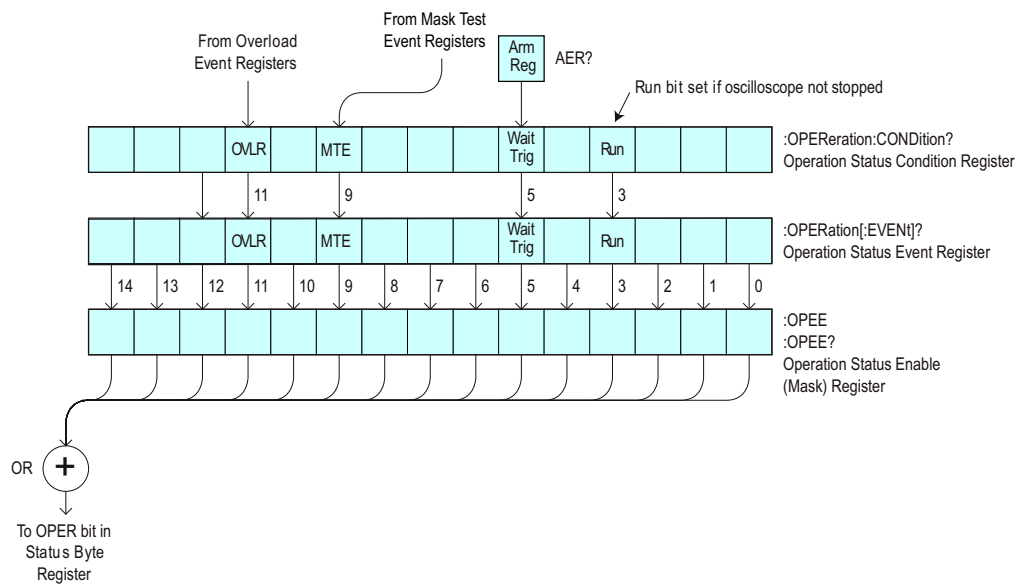 From Mask Test
Event Registers
From Overload
Event Registers
Arm
Reg
AER?
Run bit set if oscilloscope not stopped
OVLR
MTE
Wait
Trig
Run
:OPEReration:CONDition?
Operation Status Condition Register
11
9
5
3
OVLR
MTE
Wait
Trig
Run
:OPERation[:EVENt]?
Operation Status Event Register
14 13 12 11 10 9 8 7 6 5 4 3 2 1 0
:OPEE
:OPEE?
Operation Status Enable
(Mask) Register
OR
+
To OPER bit in
Status Byte
Register